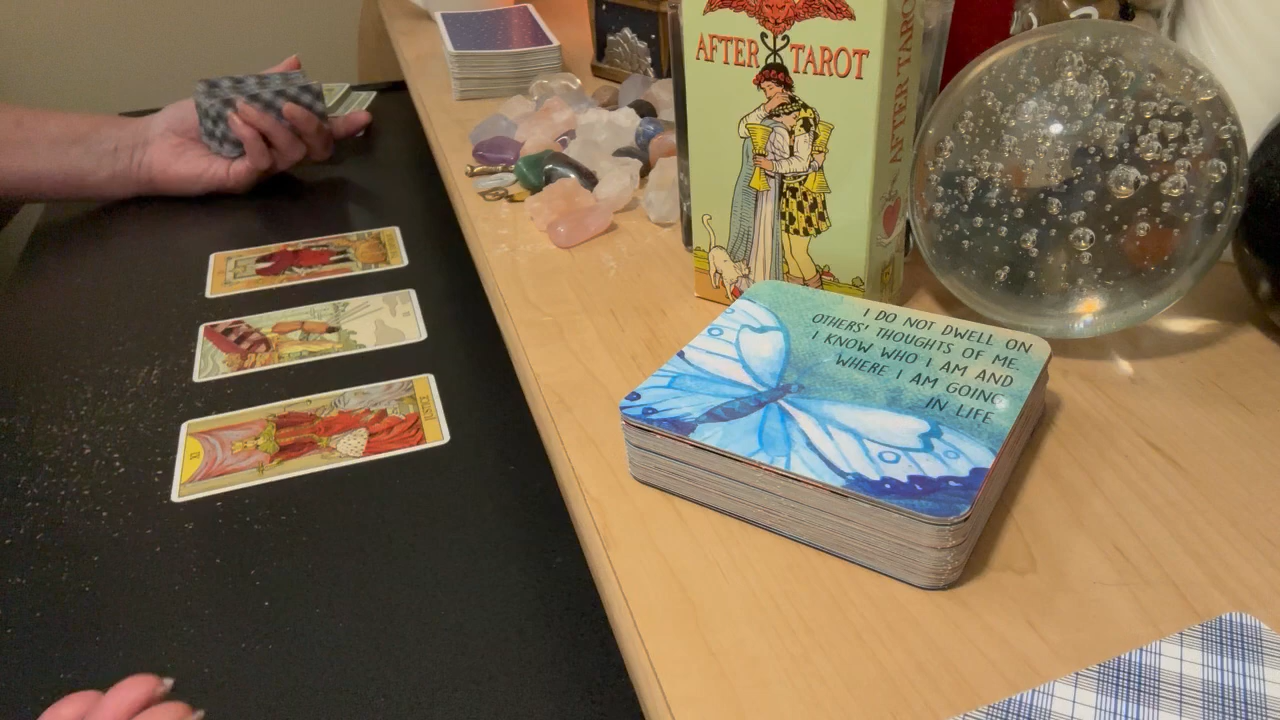 AFTER TAROT
AFTER TAROT
I DO NOT DWELL ON
OTHERS' THOUGHTS OF ME.
I KNOW WHO I AM AND
WHERE I AM GOING
IN LIFE.
JUSTICE
XI